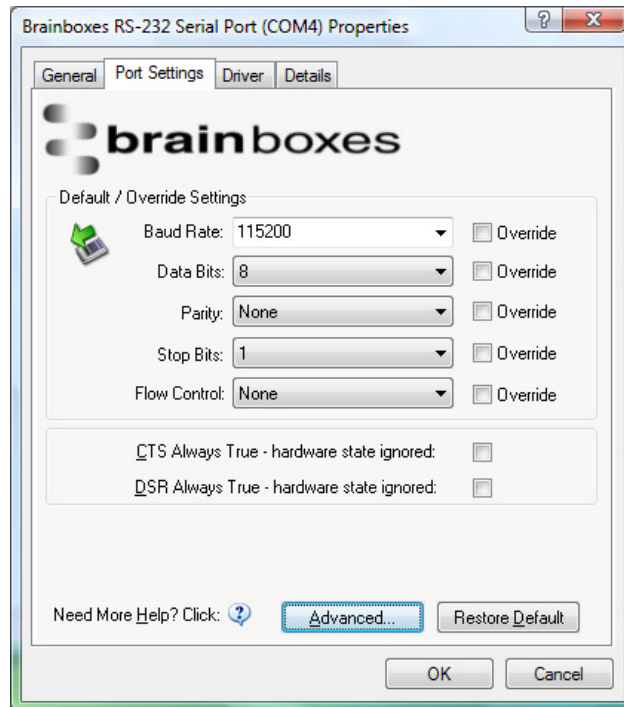 Brainboxes RS-232 Serial Port (COM4) Properties
General Port Settings Driver Details
brainboxes
Default / Override Settings
Baud Rate: 115200 Override
Data Bits: 8 Override
Parity: None Override
Stop Bits: 1 Override
Flow Control: None Override
CTS Always True - hardware state ignored:
DSR Always True - hardware state ignored:
Need More Help? Click: ? Advanced... Restore Default
OK Cancel